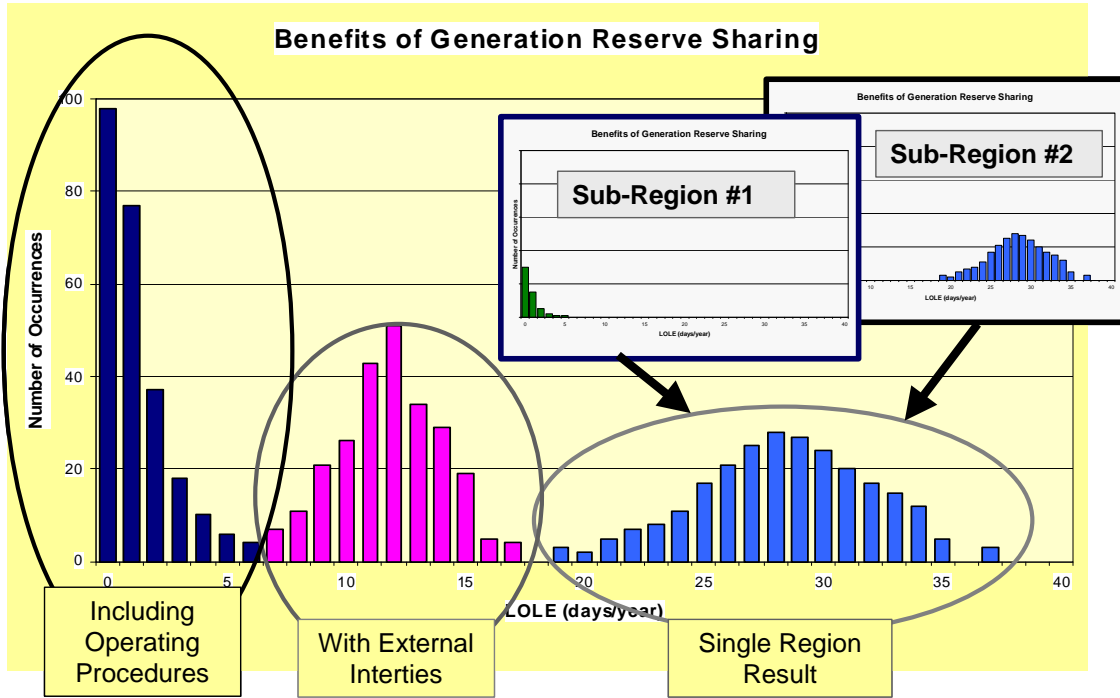 Benefits of Generation Reserve Sharing
Number of Occurrences
100
80
60
40
20
0
0 5 10 15 20 25 30 35 40
LOLE (days/year)
Benefits of Generation Reserve Sharing
Sub-Region #1
Number of Occurrences
0 5 10 15 20 25 30 35 40
LOLE (days/year)
Benefits of Generation Reserve Sharing
Sub-Region #2
10 15 20 25 30 35 40
LOLE (days/year)
Including
Operating
Procedures
With External
Interties
Single Region
Result